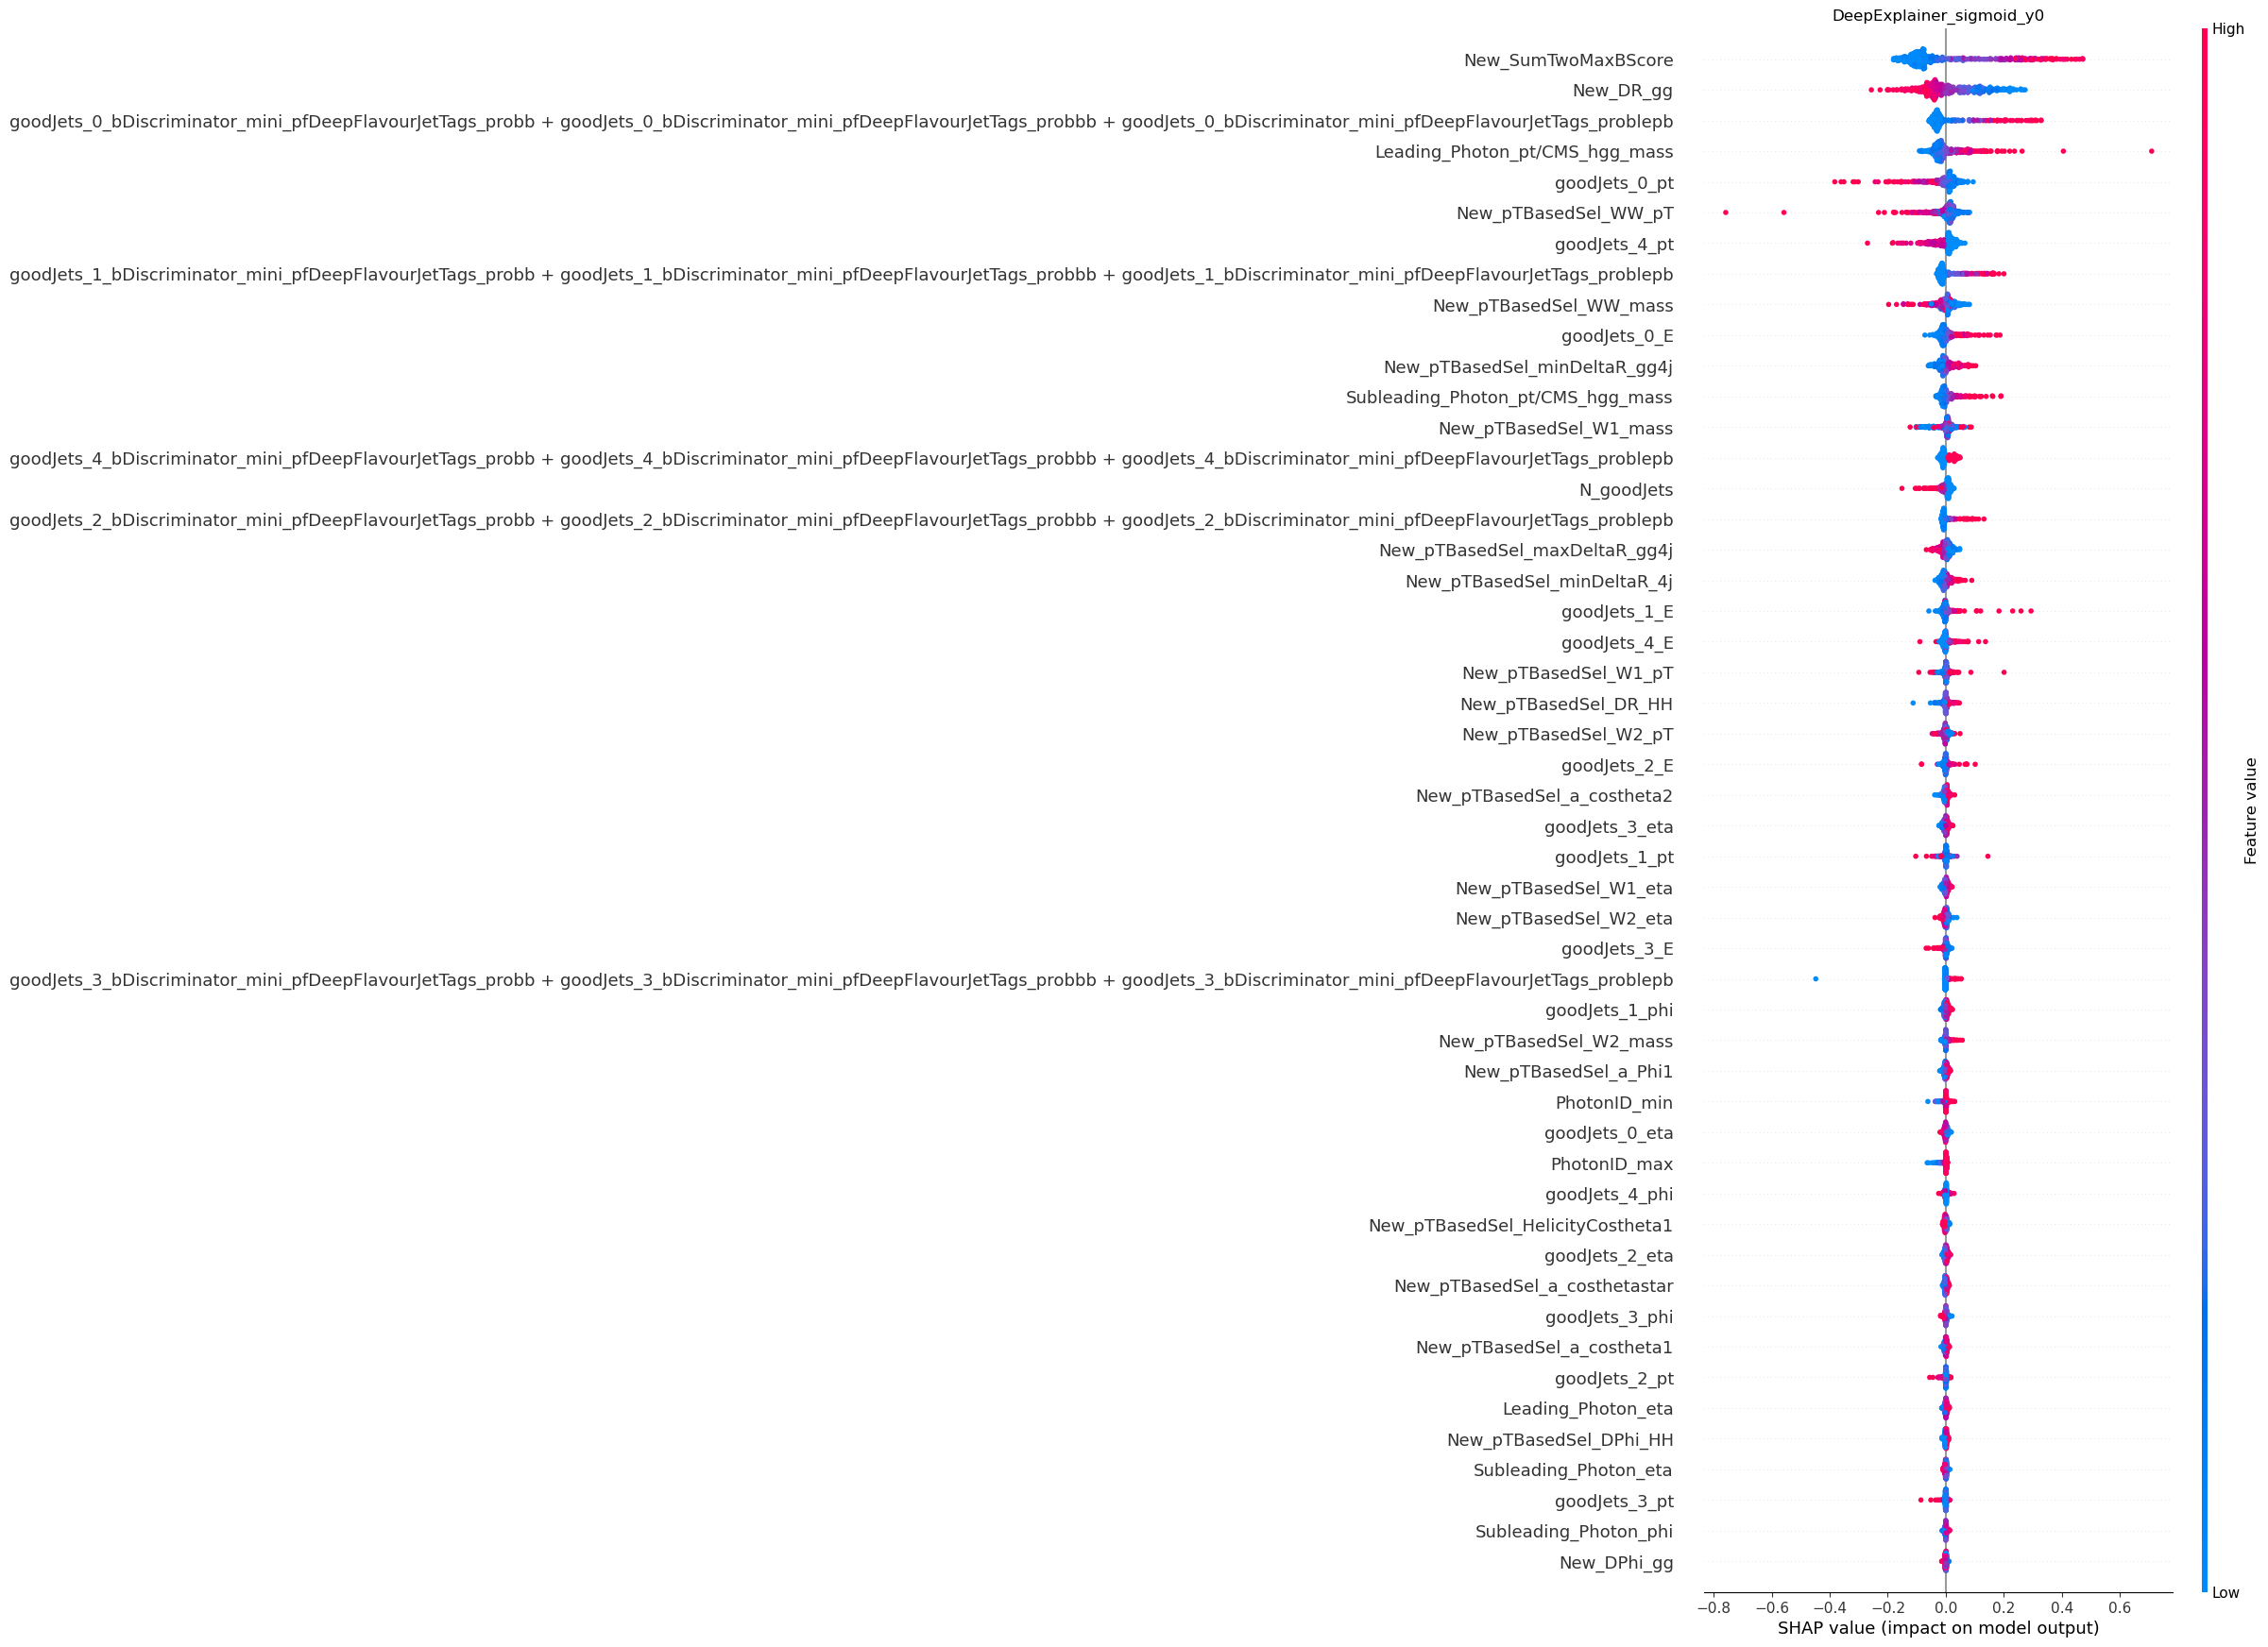 DeepExplainer_sigmoid_y0
High
New_SumTwoMaxBScore
New_DR_gg
goodJets_0_bDiscriminator_mini_pfDeepFlavourJetTags_probb + goodJets_0_bDiscriminator_mini_pfDeepFlavourJetTags_probbb + goodJets_0_bDiscriminator_mini_pfDeepFlavourJetTags_problepb
Leading_Photon_pt/CMS_hgg_mass
goodJets_0_pt
New_pTBasedSel_WW_pT
goodJets_4_pt
goodJets_1_bDiscriminator_mini_pfDeepFlavourJetTags_probb + goodJets_1_bDiscriminator_mini_pfDeepFlavourJetTags_probbb + goodJets_1_bDiscriminator_mini_pfDeepFlavourJetTags_problepb
New_pTBasedSel_WW_mass
goodJets_0_E
New_pTBasedSel_minDeltaR_gg4j
Subleading_Photon_pt/CMS_hgg_mass
New_pTBasedSel_W1_mass
goodJets_4_bDiscriminator_mini_pfDeepFlavourJetTags_probb + goodJets_4_bDiscriminator_mini_pfDeepFlavourJetTags_probbb + goodJets_4_bDiscriminator_mini_pfDeepFlavourJetTags_problepb
N_goodJets
goodJets_2_bDiscriminator_mini_pfDeepFlavourJetTags_probb + goodJets_2_bDiscriminator_mini_pfDeepFlavourJetTags_probbb + goodJets_2_bDiscriminator_mini_pfDeepFlavourJetTags_problepb
New_pTBasedSel_maxDeltaR_gg4j
New_pTBasedSel_minDeltaR_4j
goodJets_1_E
goodJets_4_E
New_pTBasedSel_W1_pT
New_pTBasedSel_DR_HH
New_pTBasedSel_W2_pT
goodJets_2_E
New_pTBasedSel_a_costheta2
goodJets_3_eta
goodJets_1_pt
New_pTBasedSel_W1_eta
New_pTBasedSel_W2_eta
goodJets_3_E
goodJets_3_bDiscriminator_mini_pfDeepFlavourJetTags_probb + goodJets_3_bDiscriminator_mini_pfDeepFlavourJetTags_probbb + goodJets_3_bDiscriminator_mini_pfDeepFlavourJetTags_problepb
goodJets_1_phi
New_pTBasedSel_W2_mass
New_pTBasedSel_a_Phi1
PhotonID_min
goodJets_0_eta
PhotonID_max
goodJets_4_phi
New_pTBasedSel_HelicityCostheta1
goodJets_2_eta
New_pTBasedSel_a_costhetastar
goodJets_3_phi
New_pTBasedSel_a_costheta1
goodJets_2_pt
Leading_Photon_eta
New_pTBasedSel_DPhi_HH
Subleading_Photon_eta
goodJets_3_pt
Subleading_Photon_phi
New_DPhi_gg
Feature value
Low
−0.8 −0.6 −0.4 −0.2 0.0 0.2 0.4 0.6
SHAP value (impact on model output)